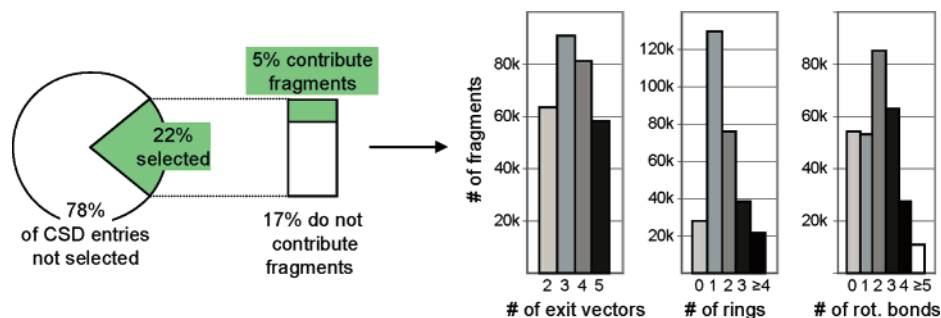 5% contribute
fragments
22%
selected
78%
of CSD entries
not selected
17% do not
contribute
fragments
# of fragments
80k
60k
40k
20k
2 3 4 5
# of exit vectors
120k
100k
80k
60k
40k
20k
0 1 2 3 ≥4
# of rings
80k
60k
40k
20k
0 1 2 3 4 ≥5
# of rot. bonds